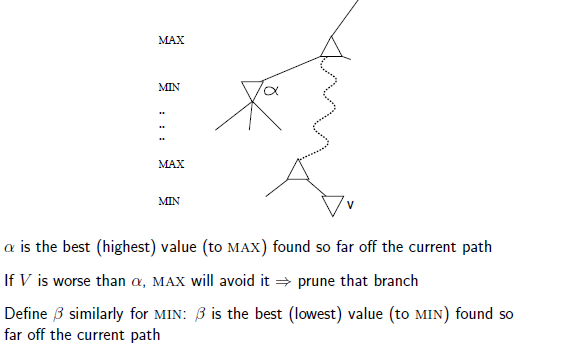 MAX
MIN
α
..
..
..
MAX
MIN
V
α is the best (highest) value (to MAX) found so far off the current path
If V is worse than α, MAX will avoid it ⇒ prune that branch
Define β similarly for MIN: β is the best (lowest) value (to MIN) found so
far off the current path